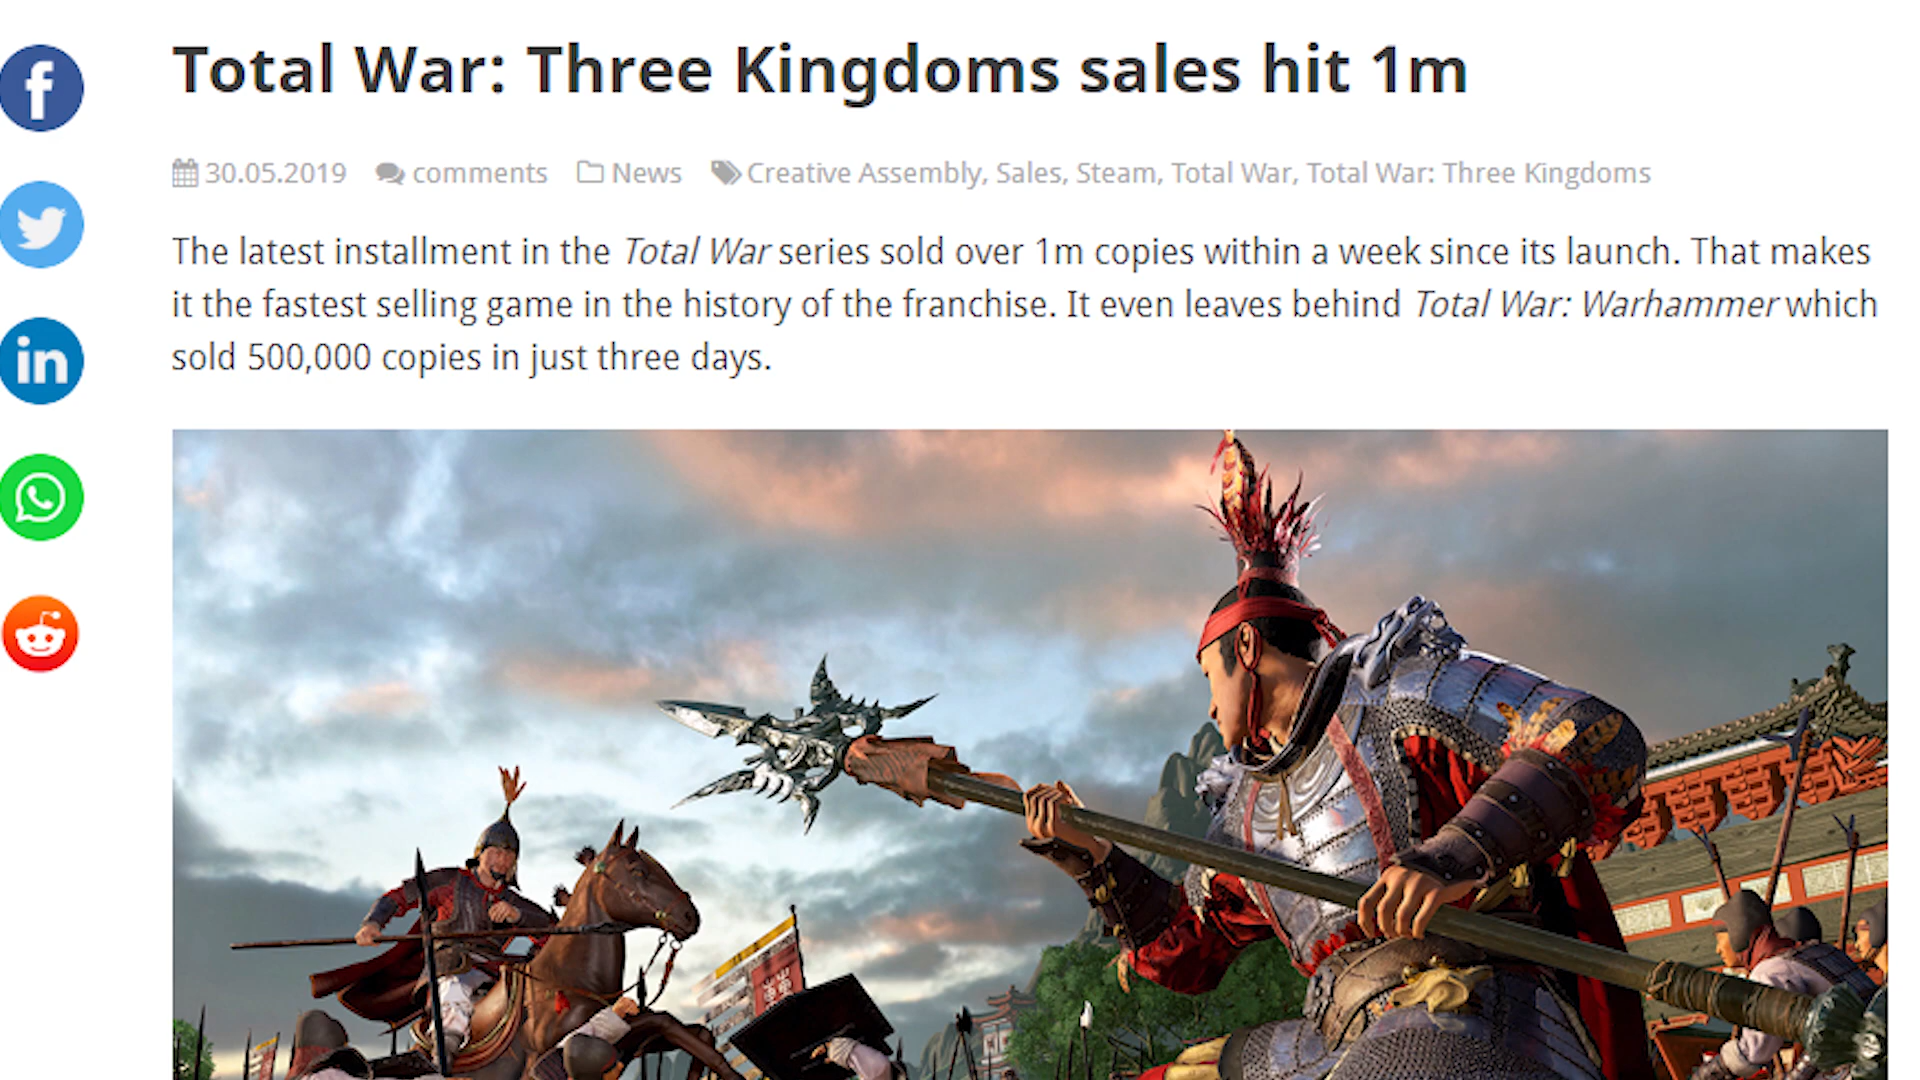 Total War: Three Kingdoms sales hit 1m
30.05.2019 comments News Creative Assembly, Sales, Steam, Total War, Total War: Three Kingdoms
The latest installment in the Total War series sold over 1m copies within a week since its launch. That makes
it the fastest selling game in the history of the franchise. It even leaves behind Total War: Warhammer which
sold 500,000 copies in just three days.